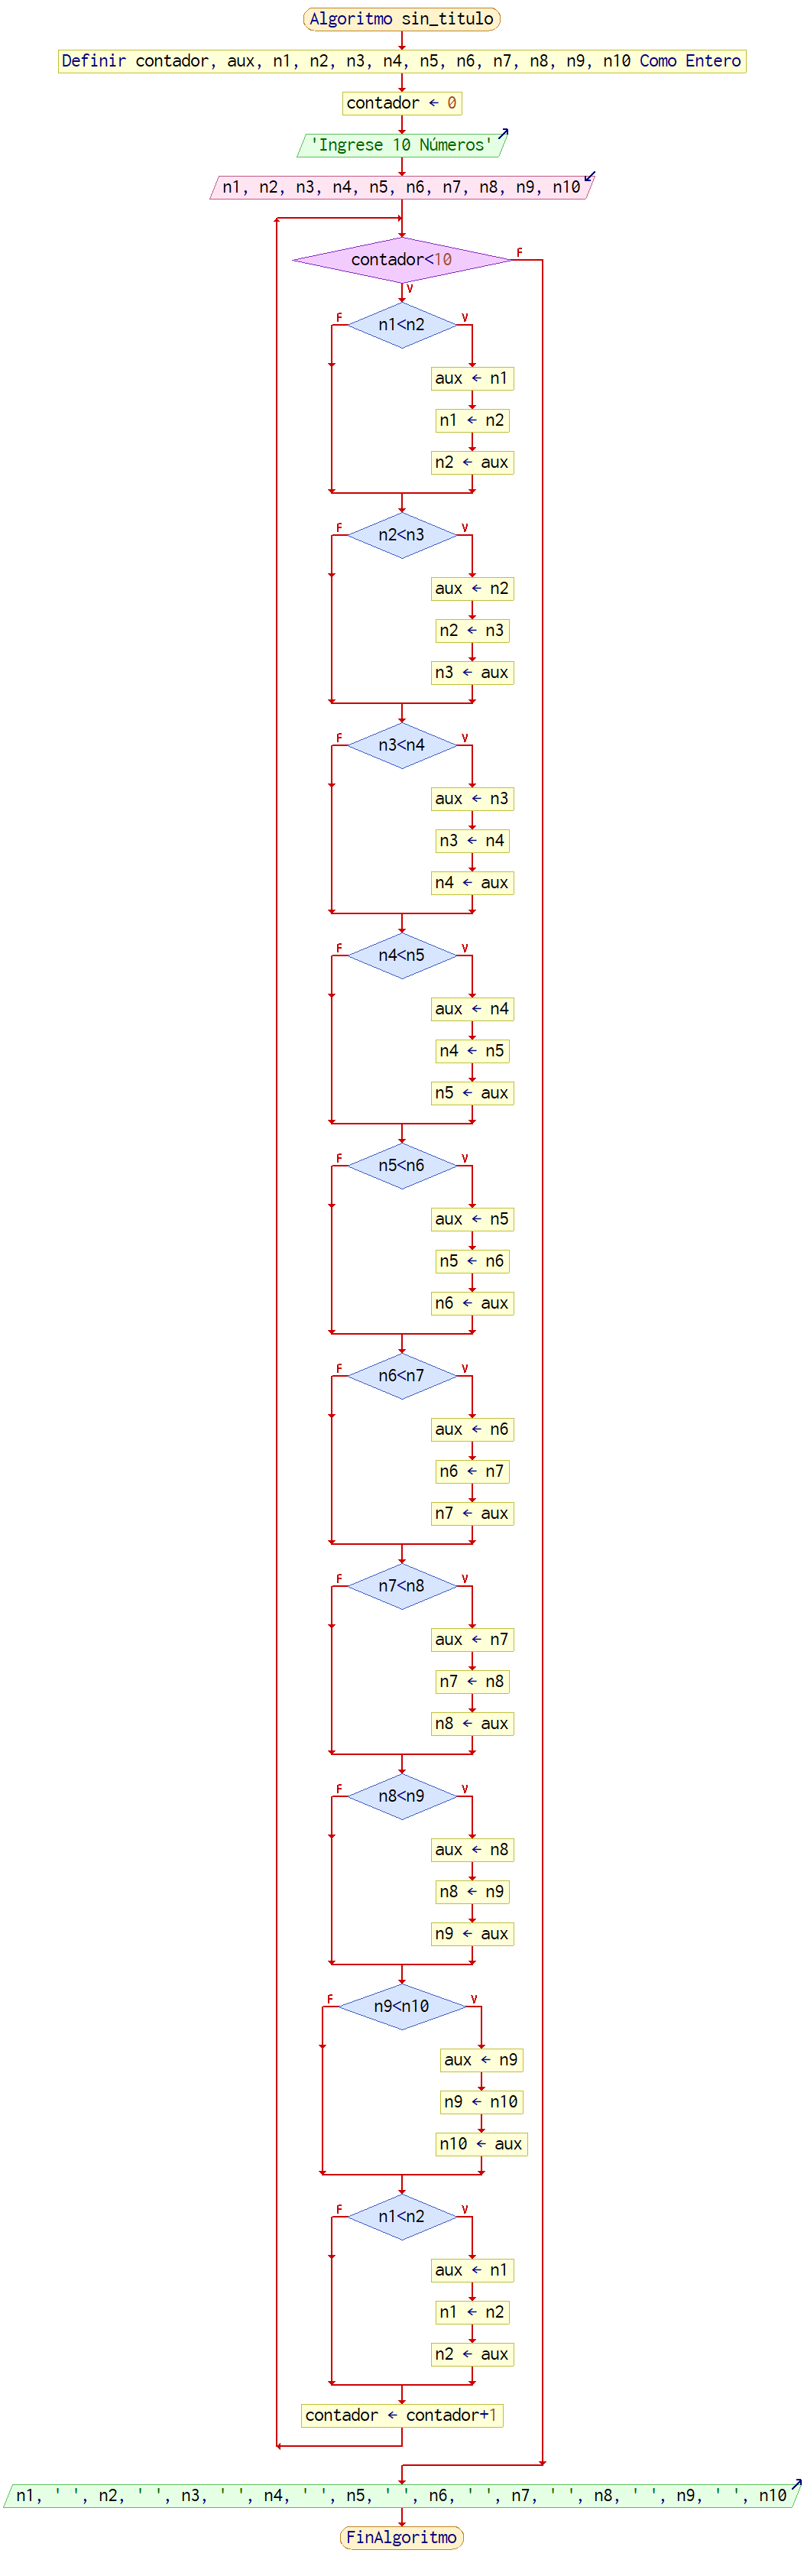 Algoritmo sin_titulo
Definir contador, aux, n1, n2, n3, n4, n5, n6, n7, n8, n9, n10 Como Entero
contador ← 0
'Ingrese 10 Números'
n1, n2, n3, n4, n5, n6, n7, n8, n9, n10
contador<10
F
V
F
n1<n2
V
aux ← n1
n1 ← n2
n2 ← aux
F
n2<n3
V
aux ← n2
n2 ← n3
n3 ← aux
F
n3<n4
V
aux ← n3
n3 ← n4
n4 ← aux
F
n4<n5
V
aux ← n4
n4 ← n5
n5 ← aux
F
n5<n6
V
aux ← n5
n5 ← n6
n6 ← aux
F
n6<n7
V
aux ← n6
n6 ← n7
n7 ← aux
F
n7<n8
V
aux ← n7
n7 ← n8
n8 ← aux
F
n8<n9
V
aux ← n8
n8 ← n9
n9 ← aux
F
n9<n10
V
aux ← n9
n9 ← n10
n10 ← aux
F
n1<n2
V
aux ← n1
n1 ← n2
n2 ← aux
contador ← contador+1
n1, ' ', n2, ' ', n3, ' ', n4, ' ', n5, ' ', n6, ' ', n7, ' ', n8, ' ', n9, ' ', n10
FinAlgoritmo